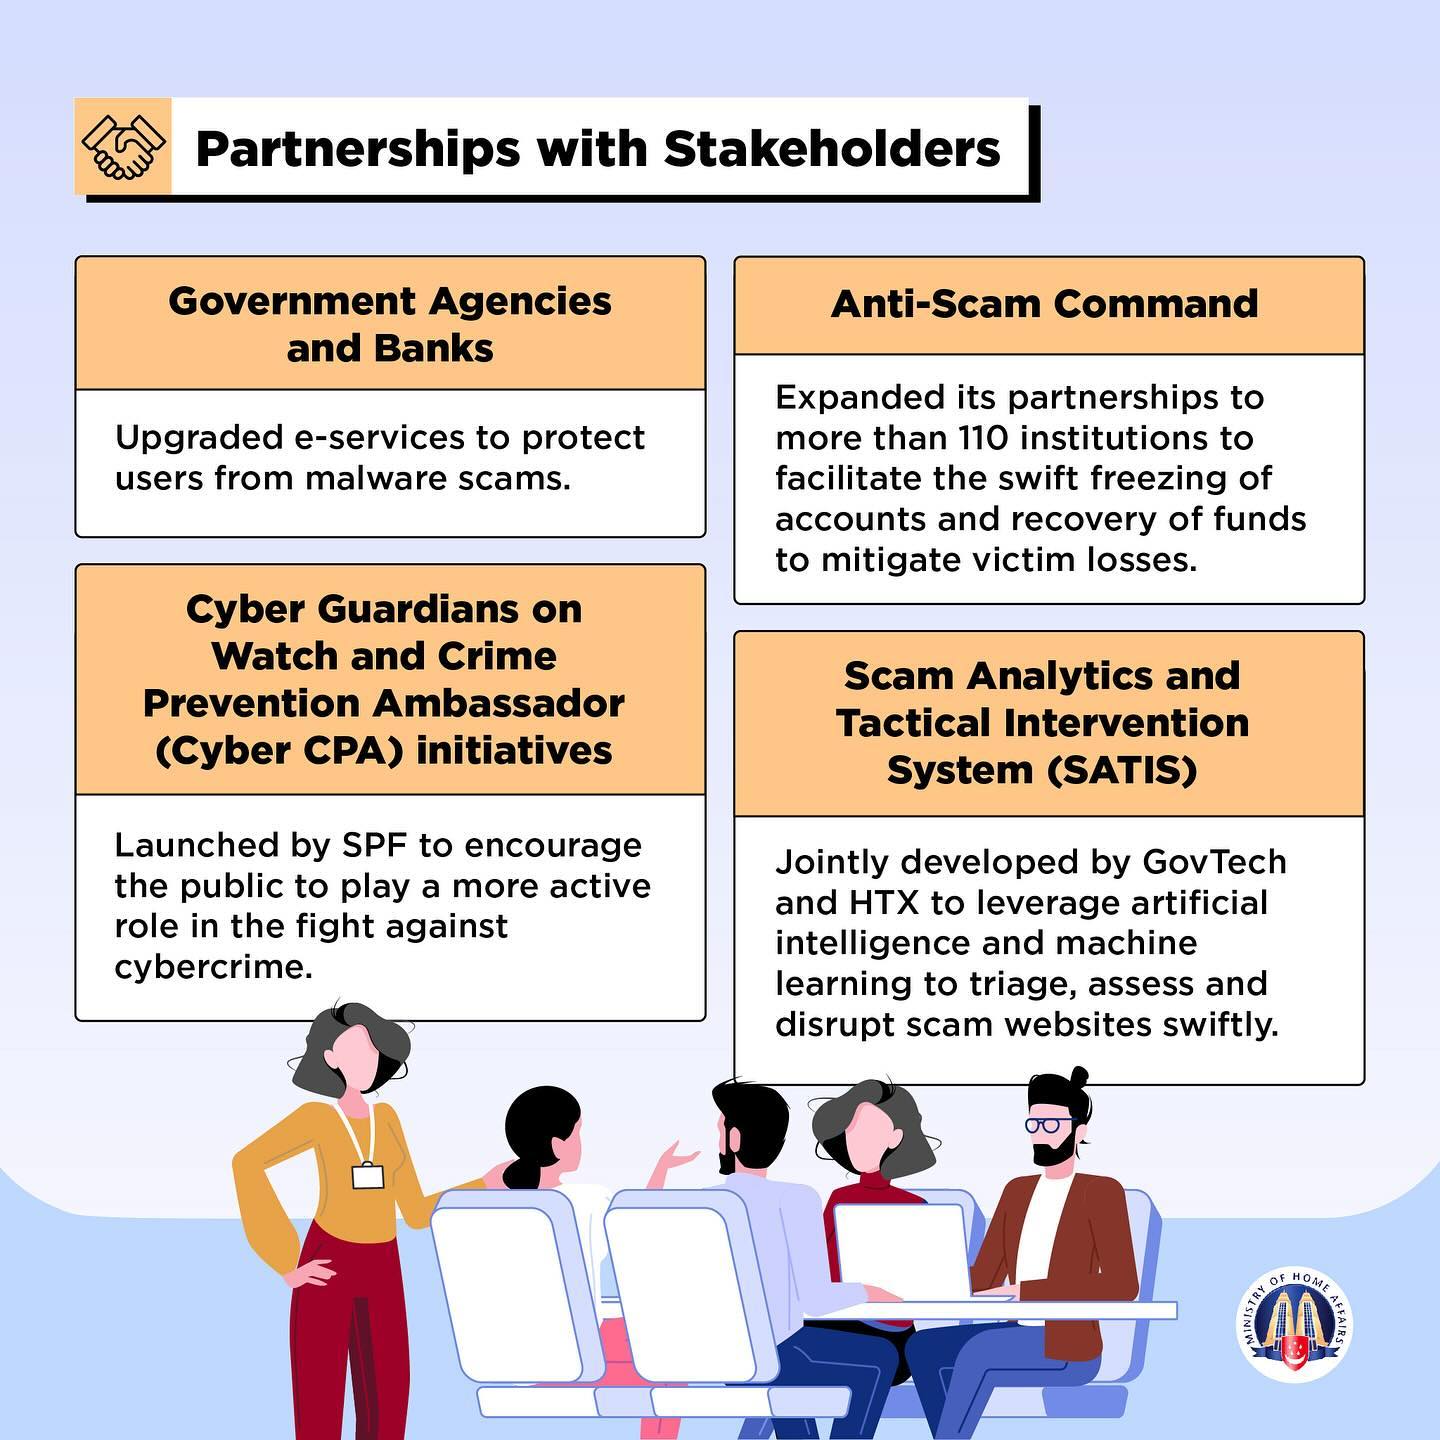 Partnerships with Stakeholders
Government Agencies
and Banks
Upgraded e-services to protect
users from malware scams.
Anti-Scam Command
Expanded its partnerships to
more than 110 institutions to
facilitate the swift freezing of
accounts and recovery of funds
to mitigate victim losses.
Cyber Guardians on
Watch and Crime
Prevention Ambassador
(Cyber CPA) initiatives
Launched by SPF to encourage
the public to play a more active
role in the fight against
cybercrime.
Scam Analytics and
Tactical Intervention
System (SATIS)
Jointly developed by GovTech
and HTX to leverage artificial
intelligence and machine
learning to triage, assess and
disrupt scam websites swiftly.
MINISTRY OF HOME AFFAIRS